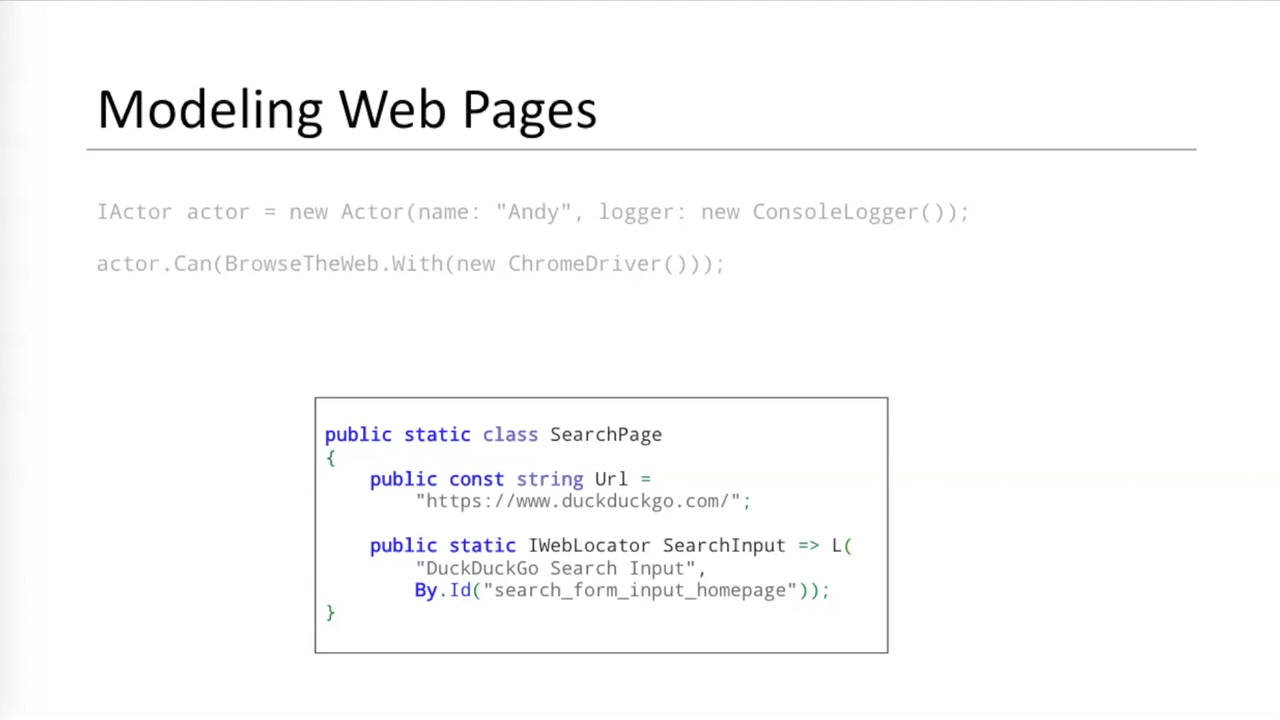 Modeling Web Pages
IActor actor = new Actor(name: "Andy", logger: new ConsoleLogger());
actor.Can(BrowseTheWeb.With(new ChromeDriver()));
public static class SearchPage
{
    public const string Url =
        "https://www.duckduckgo.com/";
    public static IWebLocator SearchInput => L(
        "DuckDuckGo Search Input",
        By.Id("search_form_input_homepage"));
}